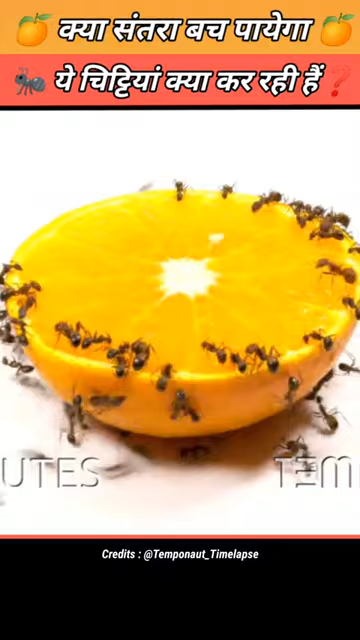 🍊 क्या संतरा बच पायेगा 🍊
🐜 ये चिट्टियां क्या कर रही हैं ❓
UTES TEM
Credits : @Temponaut_Timelapse